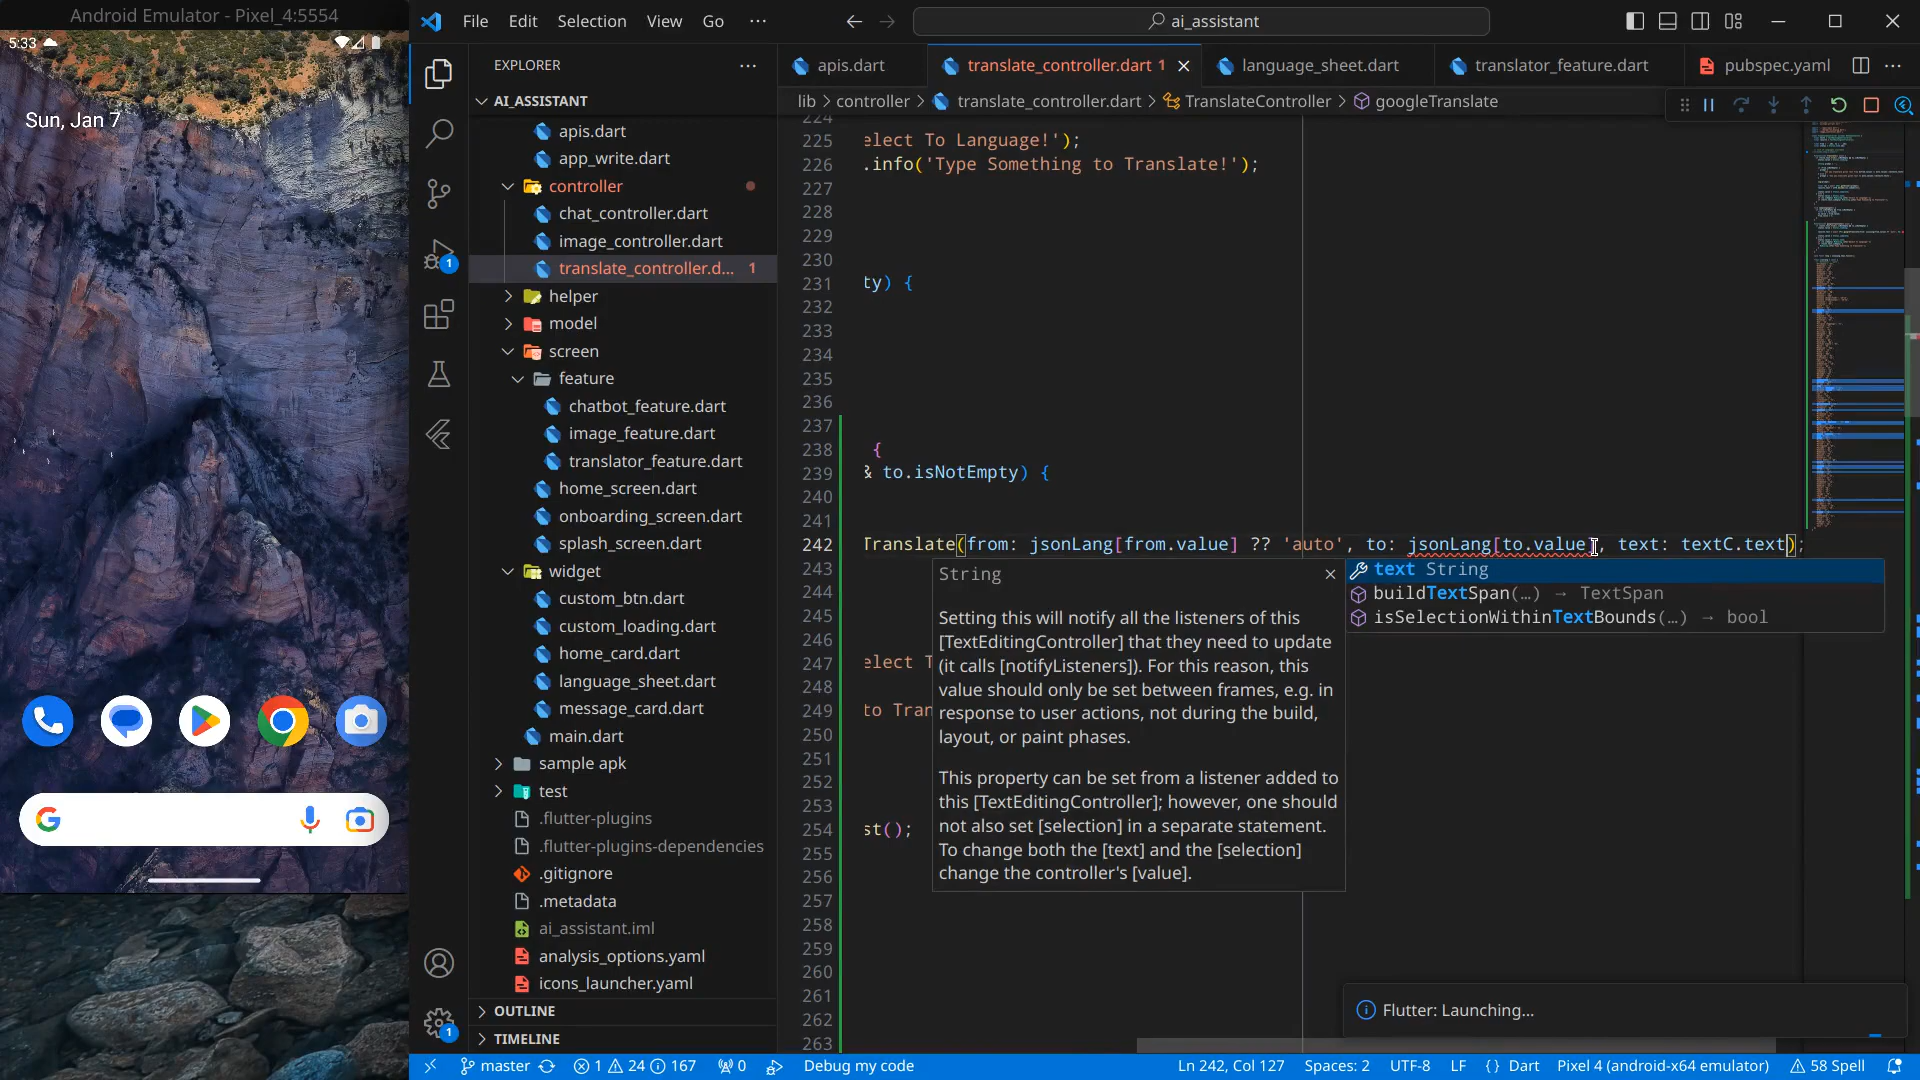 Android Emulator - Pixel_4:5554
5:33
Sun, Jan 7
File Edit Selection View Go ···
ai_assistant
EXPLORER ···
AI_ASSISTANT
apis.dart
app_write.dart
controller
chat_controller.dart
image_controller.dart
translate_controller.d... 1
helper
model
screen
feature
chatbot_feature.dart
image_feature.dart
translator_feature.dart
home_screen.dart
onboarding_screen.dart
splash_screen.dart
widget
custom_btn.dart
custom_loading.dart
home_card.dart
language_sheet.dart
message_card.dart
main.dart
sample apk
test
.flutter-plugins
.flutter-plugins-dependencies
.gitignore
.metadata
ai_assistant.iml
analysis_options.yaml
icons_launcher.yaml
OUTLINE
TIMELINE
1
1
apis.dart translate_controller.dart 1 language_sheet.dart translator_feature.dart pubspec.yaml ···
lib > controller > translate_controller.dart > TranslateController > googleTranslate
224
225 elect To Language!');
226 .info('Type Something to Translate!');
227
228
229
230
231 ty) {
232
233
234
235
236
237
238 {
239 & to.isNotEmpty) {
240
241
242 Translate(from: jsonLang[from.value] ?? 'auto', to: jsonLang[to.value], text: textC.text);
243
244
245
246
247 elect T
248
249 to Tran
250
251
252
253
254 st();
255
256
257
258
259
260
261
262
263
String
Setting this will notify all the listeners of this
[TextEditingController] that they need to update
(it calls [notifyListeners]). For this reason, this
value should only be set between frames, e.g. in
response to user actions, not during the build,
layout, or paint phases.
This property can be set from a listener added to
this [TextEditingController]; however, one should
not also set [selection] in a separate statement.
To change both the [text] and the [selection]
change the controller's [value].
text String
buildTextSpan(…) → TextSpan
isSelectionWithinTextBounds(…) → bool
Flutter: Launching...
master 1 24 167 0 Debug my code Ln 242, Col 127 Spaces: 2 UTF-8 LF { } Dart Pixel 4 (android-x64 emulator) 58 Spell